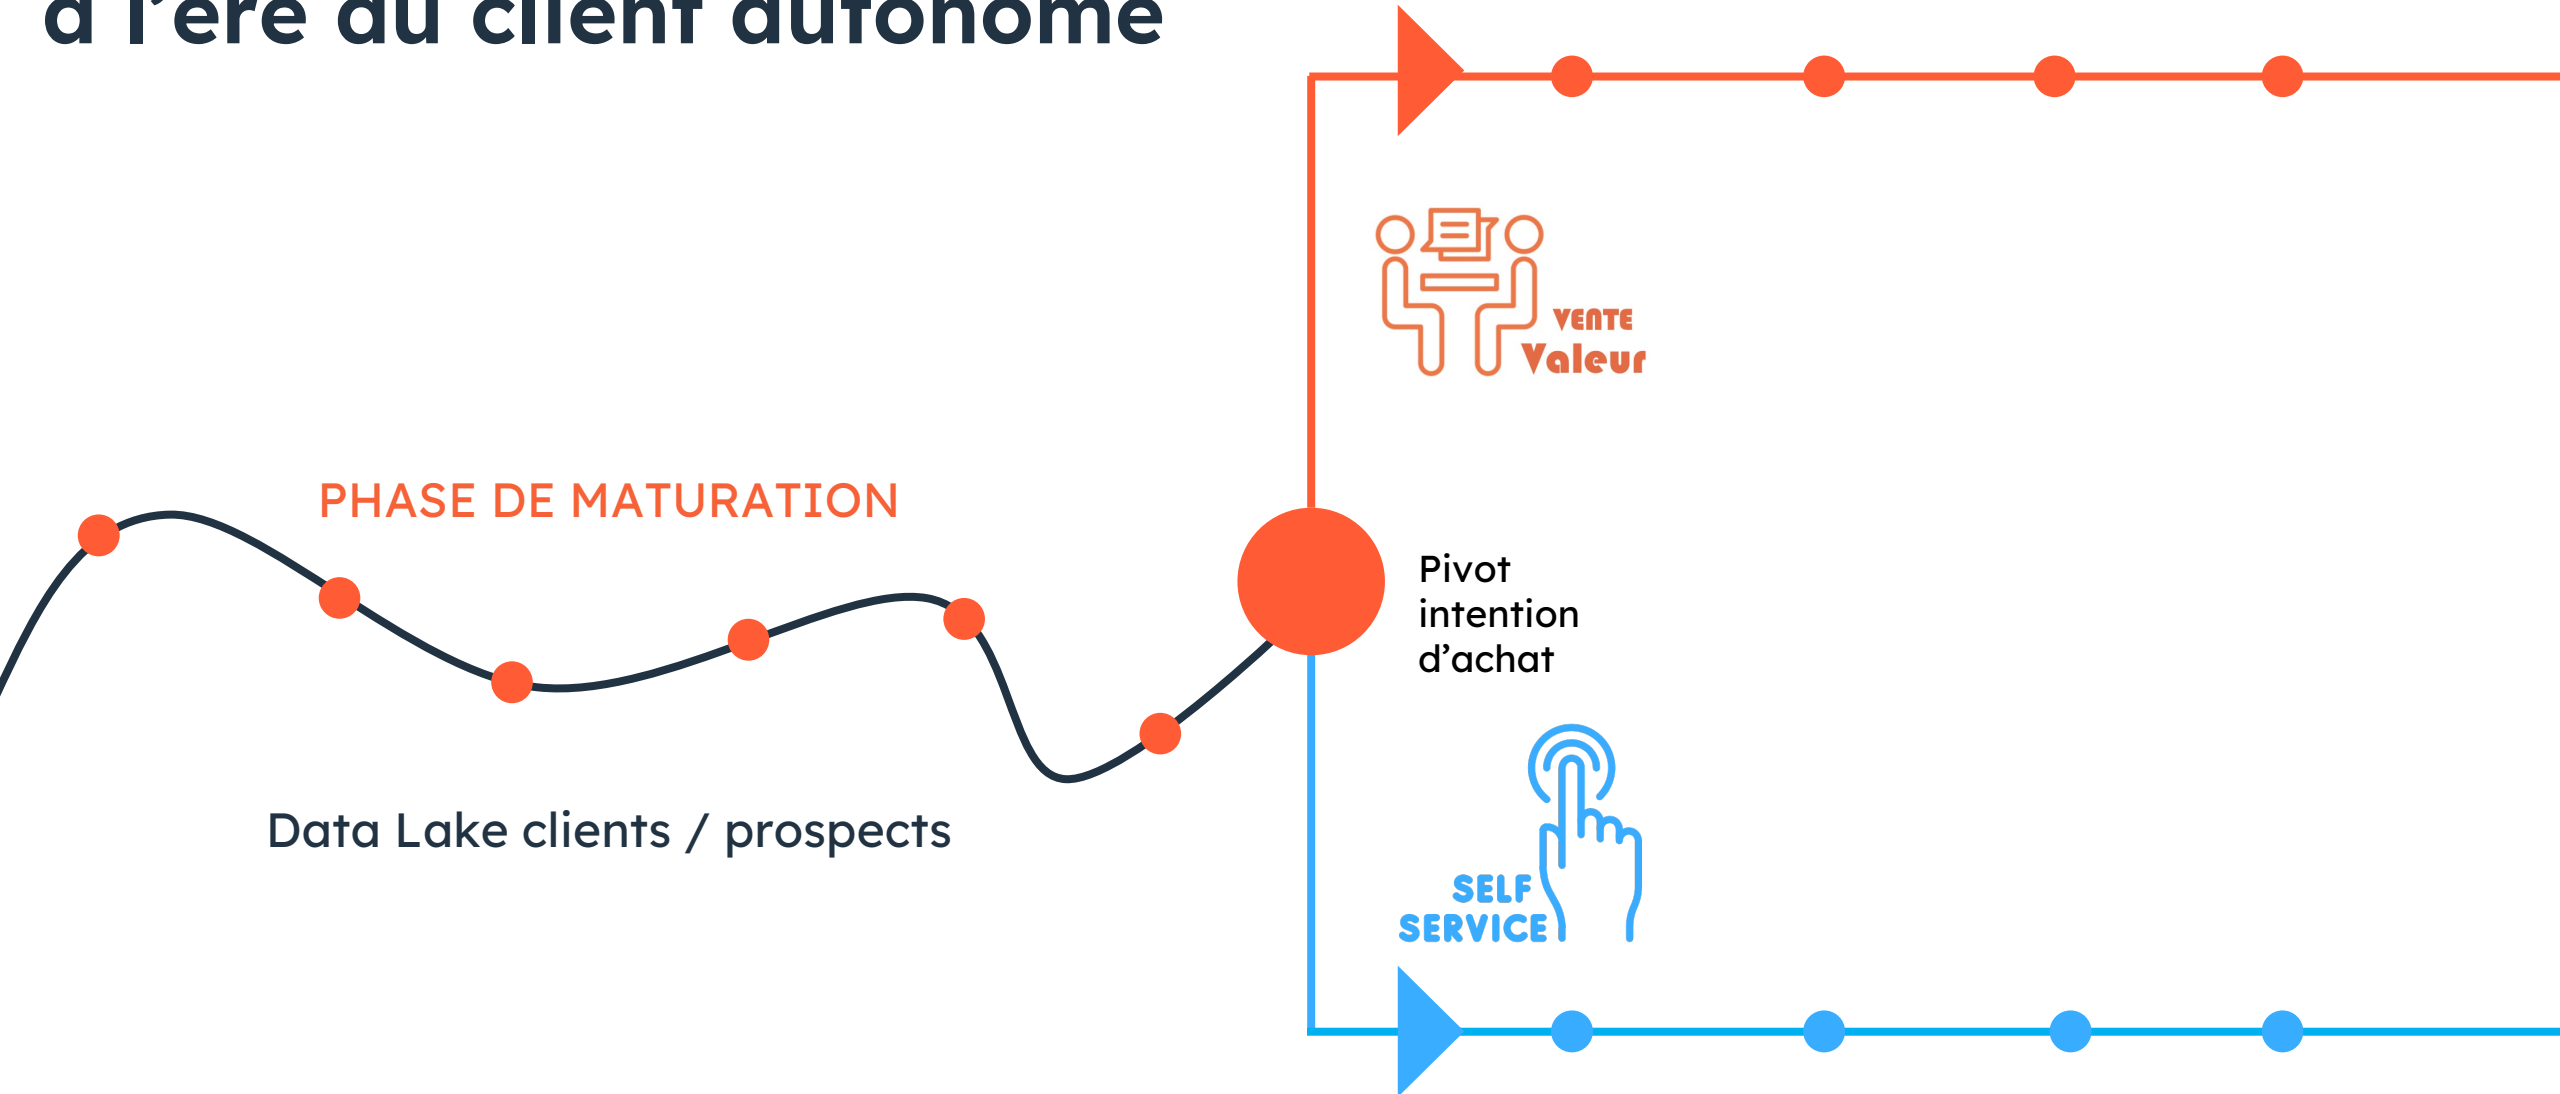 à l'ère du client autonome
VENTE
Valeur
PHASE DE MATURATION
Pivot
intention
d’achat
Data Lake clients / prospects
SELF
SERVICE